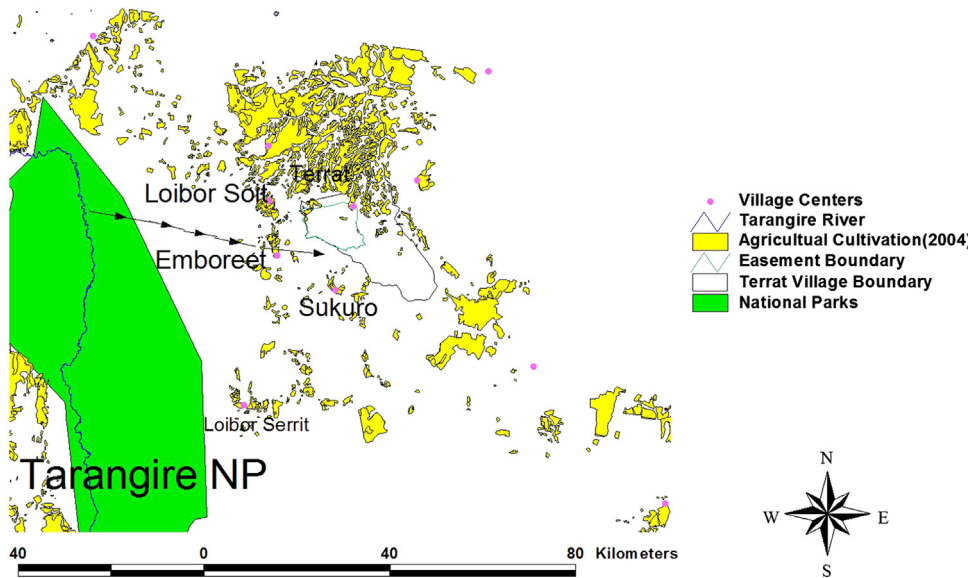 Terrat
Loibor Soit
Emboreet
Sukuro
Loibor Serrit
Tarangire NP
Village Centers
Tarangire River
Agricultual Cultivation(2004)
Easement Boundary
Terrat Village Boundary
National Parks
N
W E
S
40 0 40 80 Kilometers